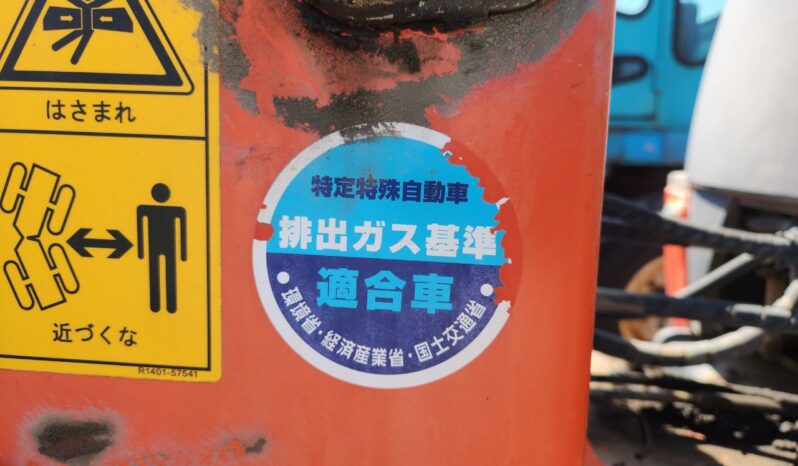 はさまれ
近づくな
R1401-57541
特定特殊自動車
排出ガス基準
適合車
環境省・経済産業省・国土交通省